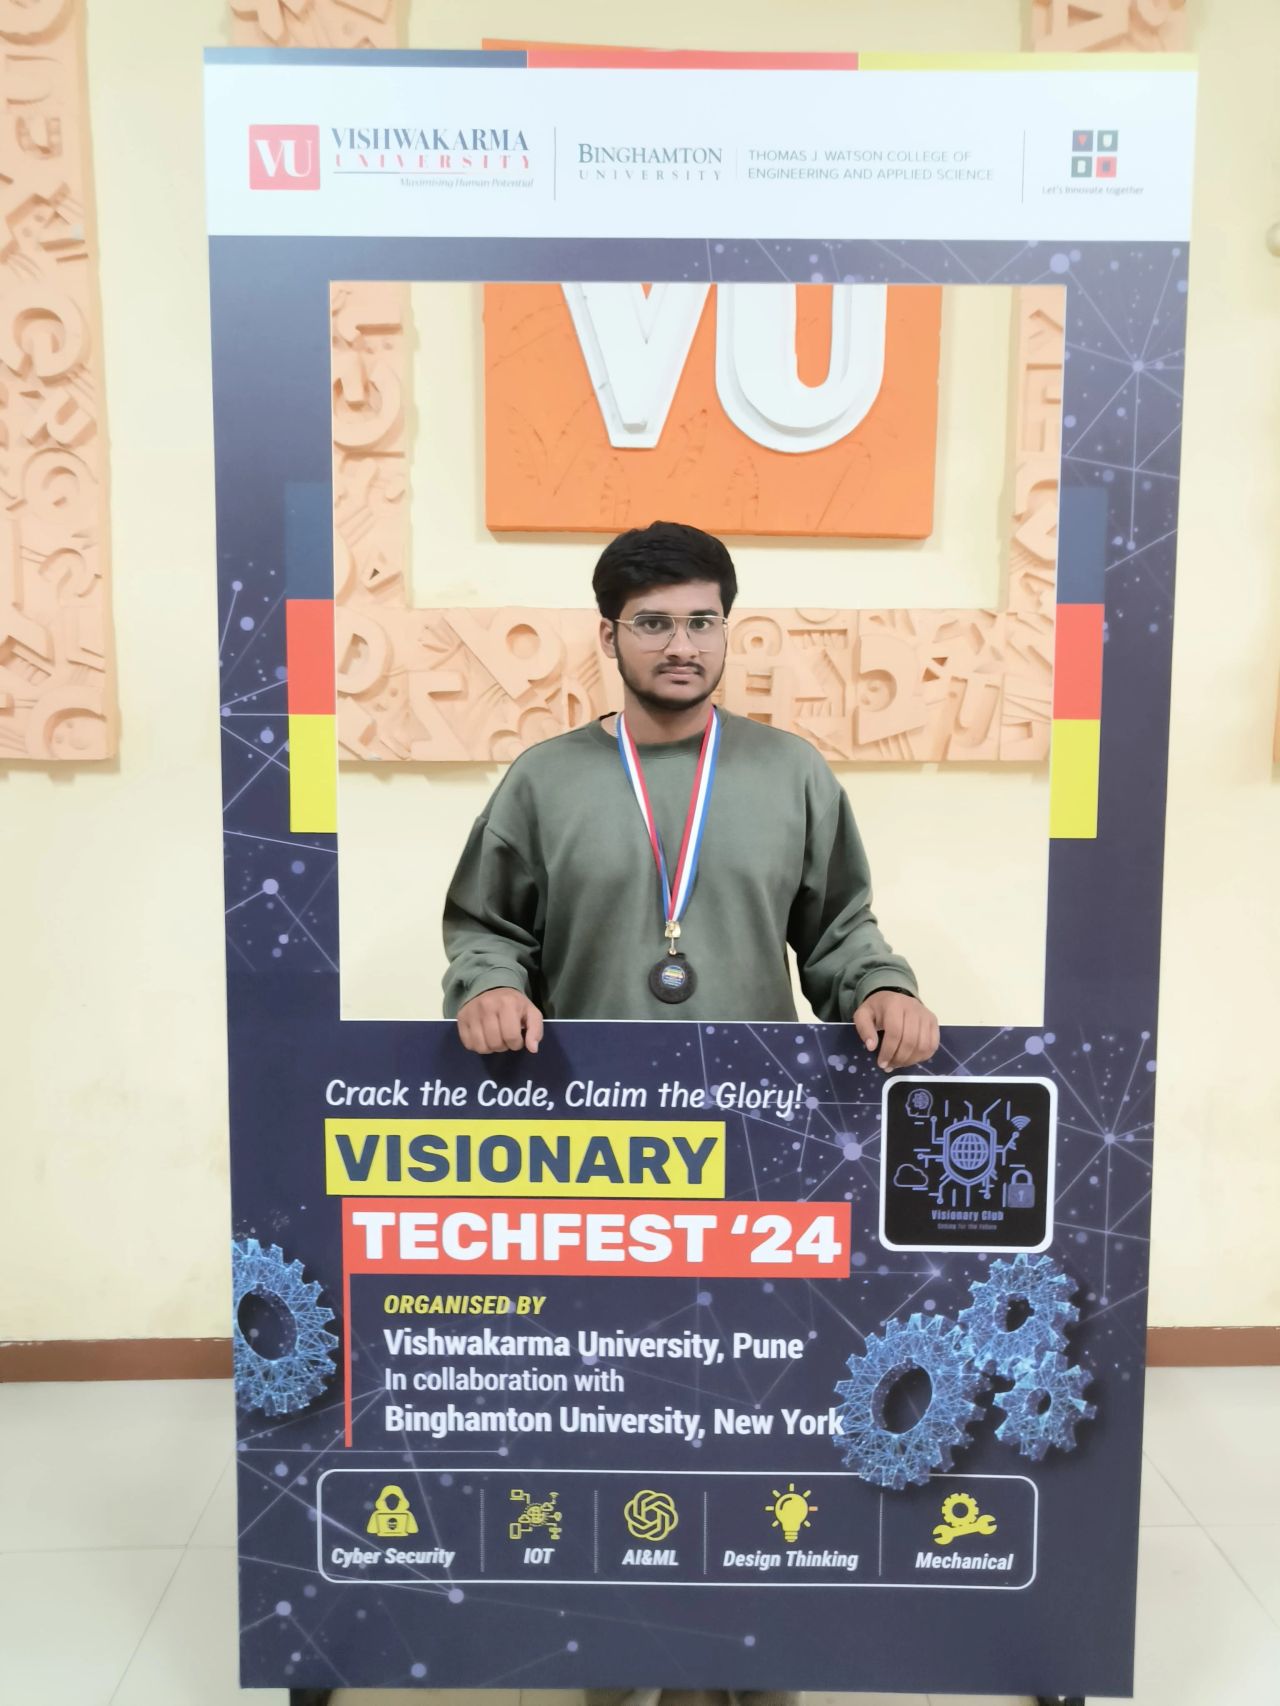 VU VISHWAKARMA
UNIVERSITY
Maximising Human Potential
BINGHAMTON
UNIVERSITY
THOMAS J. WATSON COLLEGE OF
ENGINEERING AND APPLIED SCIENCE
Let's Innovate together
VU
Crack the Code, Claim the Glory!
VISIONARY
TECHFEST '24
Visionary Club
ORGANISED BY
Vishwakarma University, Pune
In collaboration with
Binghamton University, New York
Cyber Security
IOT
AI&ML
Design Thinking
Mechanical